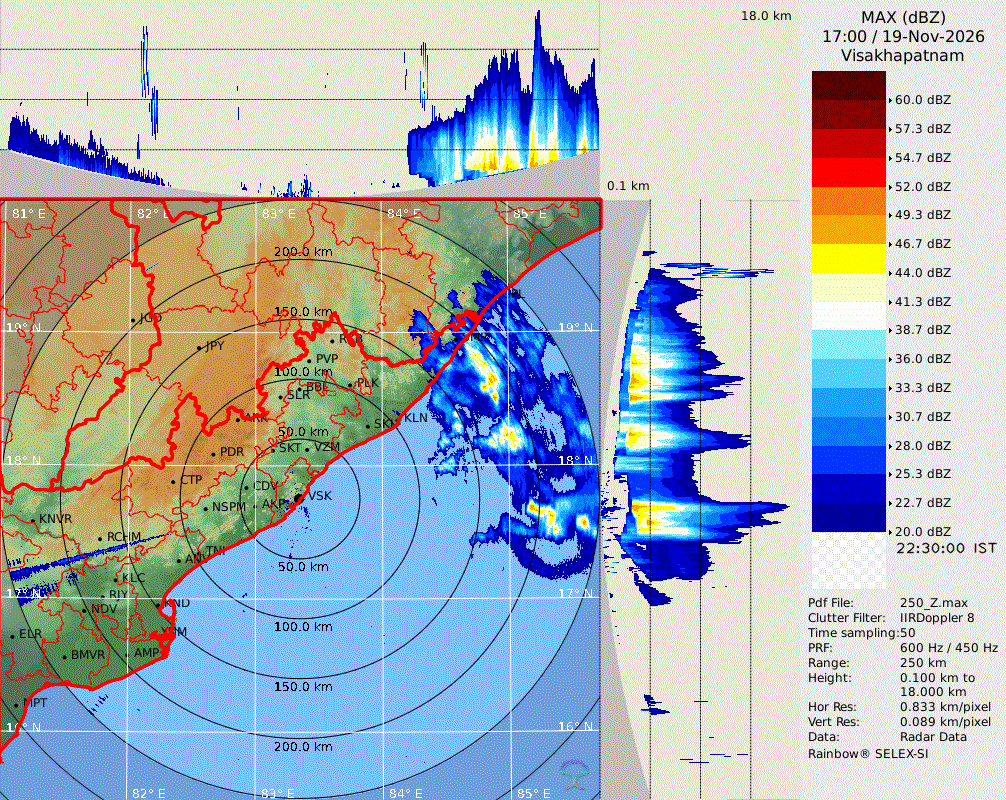 18.0 km
0.1 km
MAX (dBZ)
17:00 / 19-Nov-2026
Visakhapatnam
60.0 dBZ
57.3 dBZ
54.7 dBZ
52.0 dBZ
49.3 dBZ
46.7 dBZ
44.0 dBZ
41.3 dBZ
38.7 dBZ
36.0 dBZ
33.3 dBZ
30.7 dBZ
28.0 dBZ
25.3 dBZ
22.7 dBZ
20.0 dBZ
22:30:00 IST
Pdf File: 250_Z.max
Clutter Filter: IIRDoppler 8
Time sampling:50
PRF: 600 Hz / 450 Hz
Range: 250 km
Height: 0.100 km to
18.000 km
Hor Res: 0.833 km/pixel
Vert Res: 0.089 km/pixel
Data: Radar Data
Rainbow® SELEX-SI
81° E 82° E 83° E 84° E 85° E
200.0 km
150.0 km
JGD
19° N 19° N
JPY
PVP
100.0 km
PLK
SLR
KLN
50.0 km
SKT
VZM
PDR
18° N 18° N
CTP
CDV
VSK
NSPM
AKP
KNVR
50.0 km
KLC
RJY
17° N 17° N
NDV
KND
100.0 km
ELR
AMP
BMVR
150.0 km
MPT
16° N 16° N
200.0 km
82° E 83° E 84° E 85° E